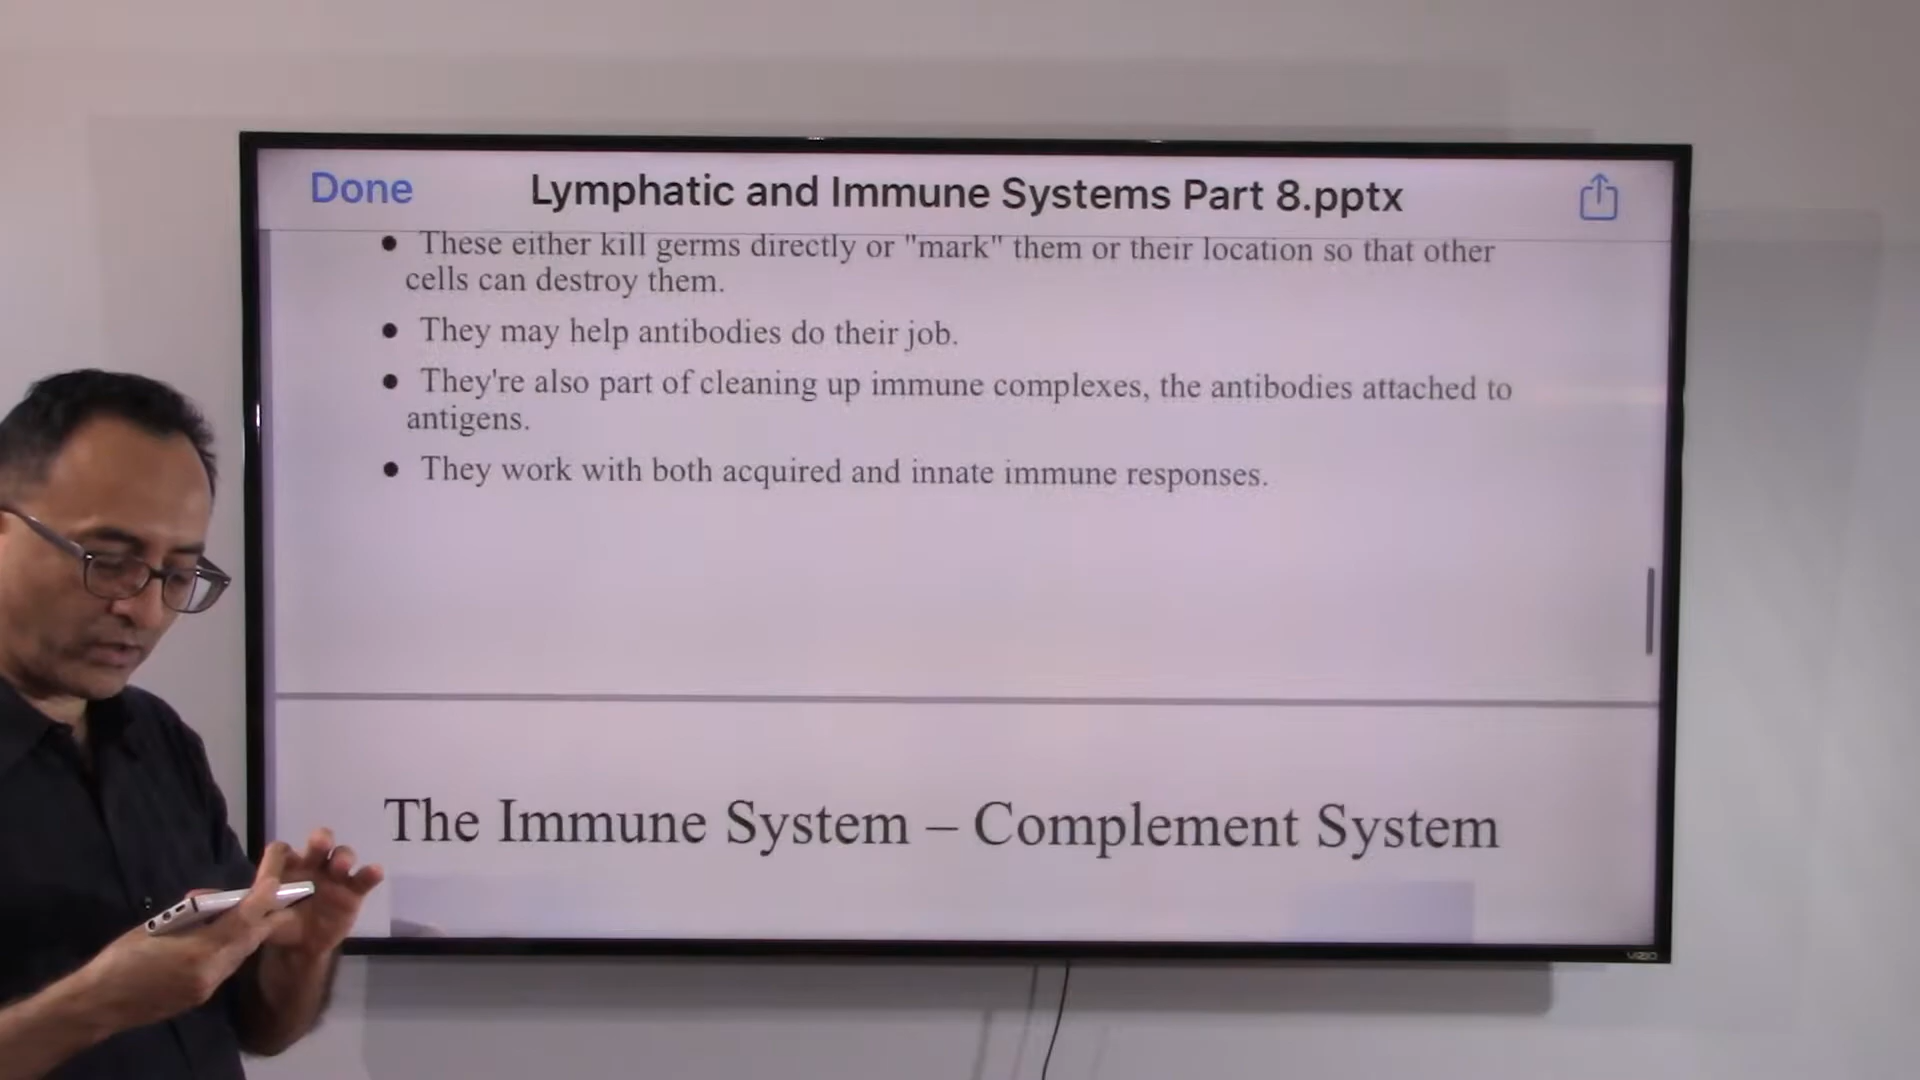 Done
Lymphatic and Immune Systems Part 8.pptx
● These either kill germs directly or "mark" them or their location so that other
cells can destroy them.
● They may help antibodies do their job.
● They're also part of cleaning up immune complexes, the antibodies attached to
antigens.
● They work with both acquired and innate immune responses.
The Immune System – Complement System
VIZIO